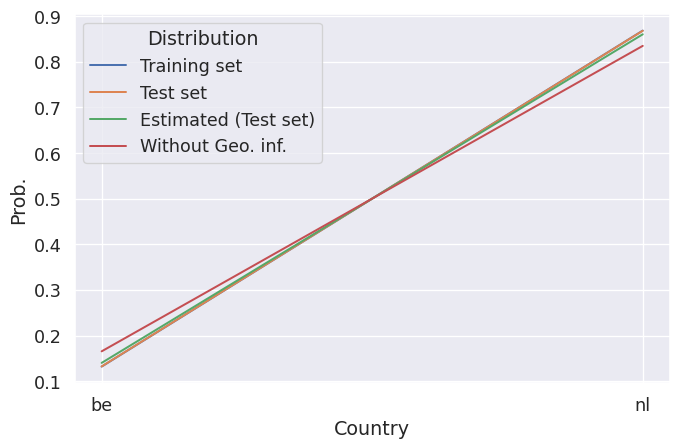 0.9
0.8
0.7
0.6
0.5
0.4
0.3
0.2
0.1
Prob.
Distribution
Training set
Test set
Estimated (Test set)
Without Geo. inf.
be
nl
Country